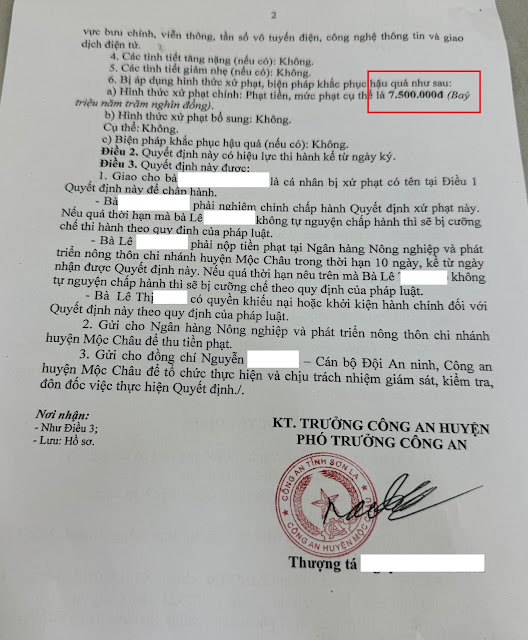 2
vực bưu chính, viễn thông, tần số vô tuyến điện, công nghệ thông tin và giao
dịch điện tử.
4. Các tình tiết tăng nặng (nếu có): Không.
5. Các tình tiết giảm nhẹ (nếu có): Không.
6. Bị áp dụng hình thức xử phạt, biện pháp khắc phục hậu quả như sau:
a) Hình thức xử phạt chính: Phạt tiền, mức phạt cụ thể là 7.500.000đ (Bảy
triệu năm trăm nghìn đồng).
b) Hình thức xử phạt bổ sung: Không.
Cụ thể: Không.
c) Biện pháp khắc phục hậu quả (nếu có): Không.
Điều 2. Quyết định này có hiệu lực thi hành kể từ ngày ký.
Điều 3. Quyết định này được:
1. Giao cho bà là cá nhân bị xử phạt có tên tại Điều 1
Quyết định này để chấp hành.
- Bà phải nghiêm chỉnh chấp hành Quyết định xử phạt này.
Nếu quá thời hạn mà bà Lê không tự nguyện chấp hành thì sẽ bị cưỡng
chế thi hành theo quy định của pháp luật.
- Bà Lê phải nộp tiền phạt tại Ngân hàng Nông nghiệp và phát
triển nông thôn chi nhánh huyện Mộc Châu trong thời hạn 10 ngày, kể từ ngày
nhận được Quyết định này. Nếu quá thời hạn nêu trên mà Bà Lê không
tự nguyện chấp hành thì sẽ bị cưỡng chế theo quy định của pháp luật.
- Bà Lê Thị có quyền khiếu nại hoặc khởi kiện hành chính đối với
Quyết định này theo quy định của pháp luật.
2. Gửi cho Ngân hàng Nông nghiệp và phát triển nông thôn chi nhánh
huyện Mộc Châu để thu tiền phạt.
3. Gửi cho đồng chí Nguyễn – Cán bộ Đội An ninh, Công an
huyện Mộc Châu để tổ chức thực hiện và chịu trách nhiệm giám sát, kiểm tra,
đôn đốc việc thực hiện Quyết định./.
Nơi nhận:
- Như Điều 3;
- Lưu: Hồ sơ.
KT. TRƯỞNG CÔNG AN HUYỆN
PHÓ TRƯỞNG CÔNG AN
CÔNG AN TỈNH SƠN LA
CÔNG AN HUYỆN MỘC CHÂU
Thượng tá